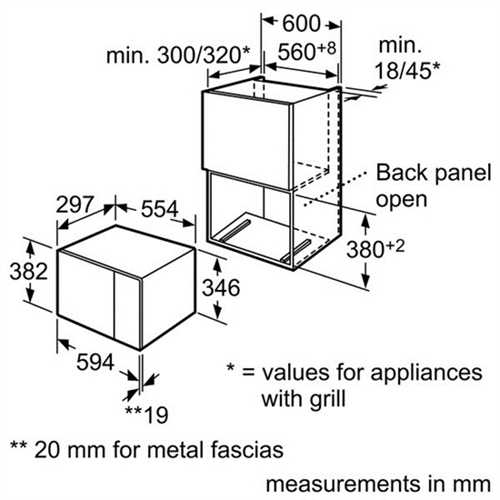 600
min. 300/320*
560+8
min.
18/45*
Back panel
open
297
554
380+2
382
346
594
* = values for appliances
with grill
**19
** 20 mm for metal fascias
measurements in mm